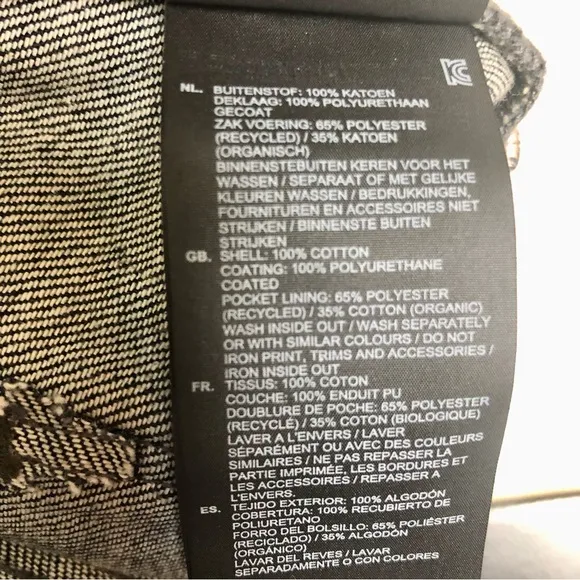 NL. BUITENSTOF: 100% KATOEN
DEKLAAG: 100% POLYURETHAAN
GECOAT
ZAK VOERING: 65% POLYESTER
(RECYCLED) / 35% KATOEN
(ORGANISCH)
BINNENSTEBUITEN KEREN VOOR HET
WASSEN / SEPARAAT OF MET GELIJKE
KLEUREN WASSEN / BEDRUKKINGEN,
FOURNITUREN EN ACCESSOIRES NIET
STRIJKEN / BINNENSTE BUITEN
STRIJKEN
GB. SHELL: 100% COTTON
COATING: 100% POLYURETHANE
COATED
POCKET LINING: 65% POLYESTER
(RECYCLED) / 35% COTTON (ORGANIC)
WASH INSIDE OUT / WASH SEPARATELY
OR WITH SIMILAR COLOURS / DO NOT
IRON PRINT, TRIMS AND ACCESSORIES /
IRON INSIDE OUT
FR. TISSUS: 100% COTON
COUCHE: 100% ENDUIT PU
DOUBLURE DE POCHE: 65% POLYESTER
(RECYCLÉ) / 35% COTON (BIOLOGIQUE)
LAVER A L'ENVERS / LAVER
SÉPARÉMENT OU AVEC DES COULEURS
SIMILAIRES / NE PAS REPASSER LA
PARTIE IMPRIMÉE, LES BORDURES ET
LES ACCESSOIRES / REPASSER A
L'ENVERS.
ES. TEJIDO EXTERIOR: 100% ALGODÓN
COBERTURA: 100% RECUBIERTO DE
POLIURETANO
FORRO DEL BOLSILLO: 65% POLIÉSTER
(RECICLADO) / 35% ALGODÓN
(ORGÁNICO)
LAVAR DEL REVES / LAVAR
SEPARADAMENTE O CON COLORES